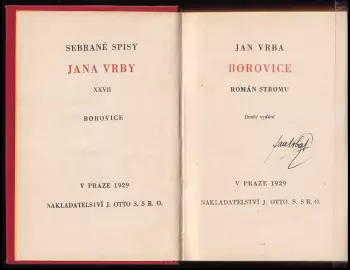 SEBRANÉ SPISY
JANA VRBY
XXVII
BOROVICE
V PRAZE 1929
NAKLADATELSTVÍ J. OTTO S. S R. O.
JAN VRBA
BOROVICE
ROMÁN STROMU
Druhé vydání
V PRAZE 1929
NAKLADATELSTVÍ J. OTTO S. S R. O.